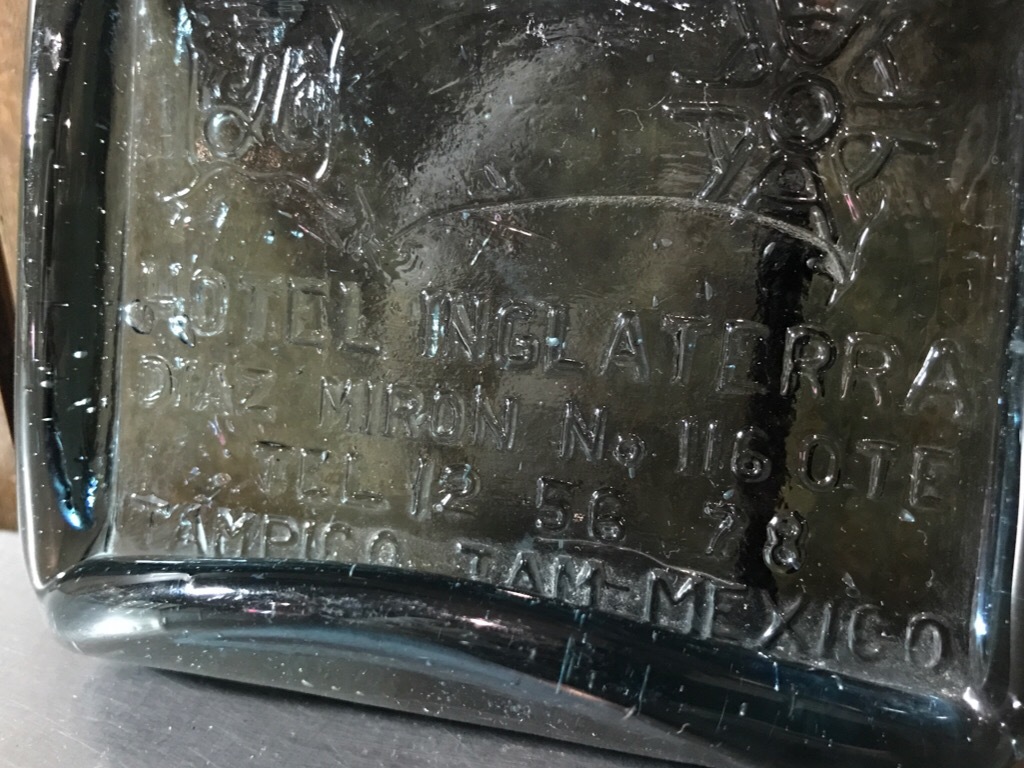 HOTEL INGLATERRA
DIAZ MIRON No 116 OTE
TEL 12 56 78
TAMPICO TAM-MEXICO